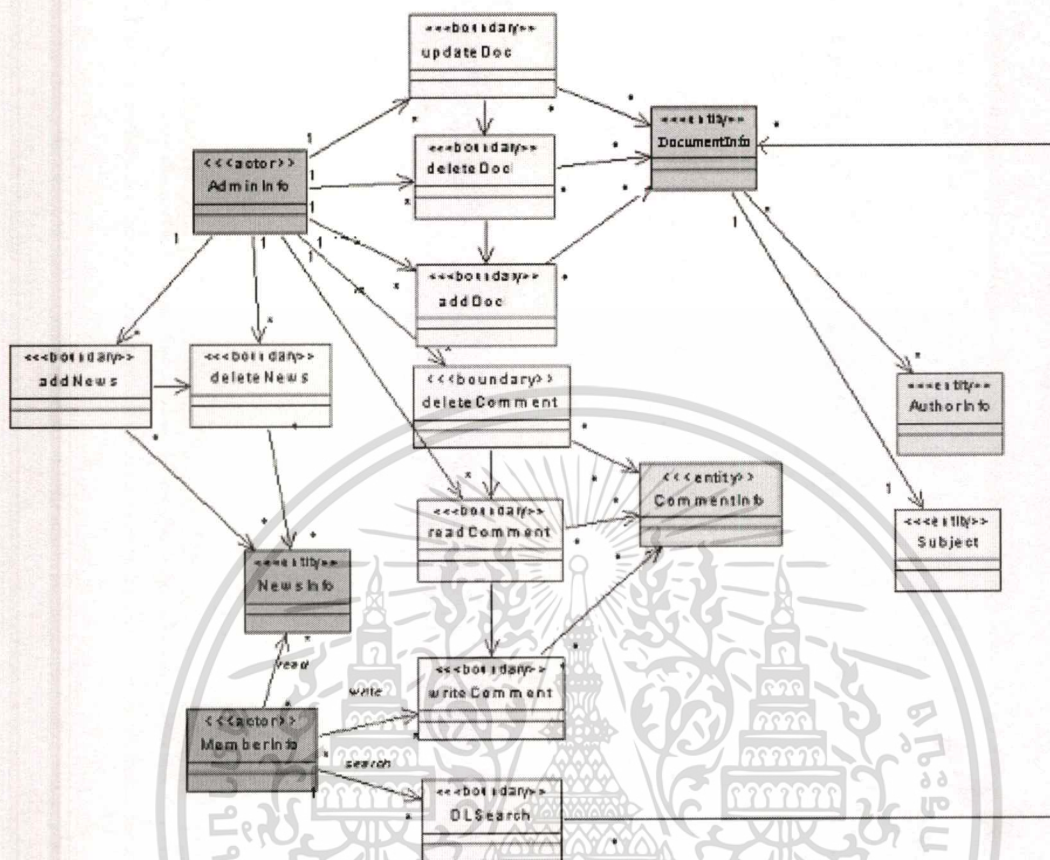 <<boundary>>
updateDoc
<<boundary>>
deleteDoc
<<boundary>>
addDoc
<<entity>>
DocumentInfo
<<<actor>>
AdminInfo
<<<boundary>>
addNews
<<<boundary>>
deleteNews
<<<boundary>>
deleteComment
<<boundary>>
readComment
<<<entity>>
CommentInfo
<<entity>>
AuthorInfo
<<entity>>
Subject
<<entity>>
NewsInfo
read
write
search
<<<actor>>
MemberInfo
<<boundary>>
writeComment
<<boundary>>
DLSearch